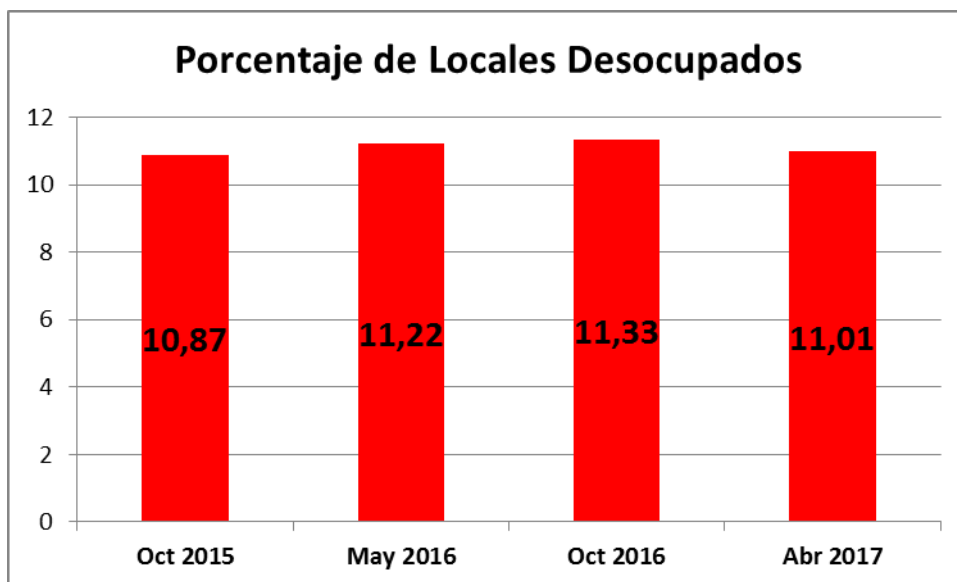 Porcentaje de Locales Desocupados
12
10
8
6
4
2
0
10,87
11,22
11,33
11,01
Oct 2015
May 2016
Oct 2016
Abr 2017